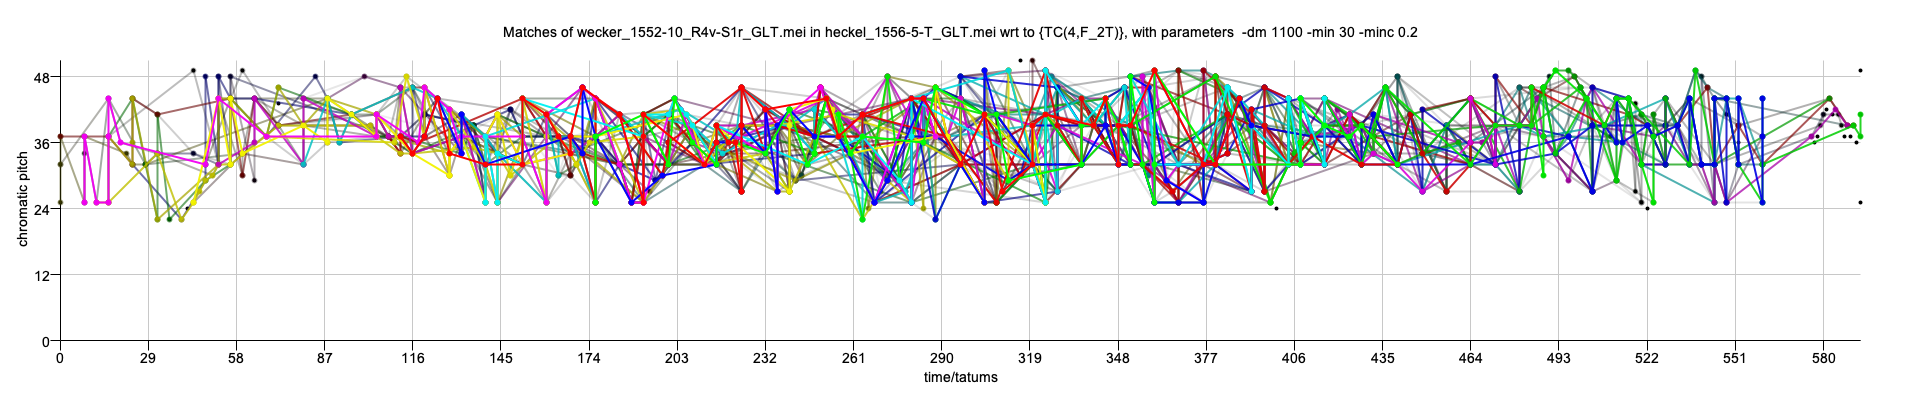 Matches of wecker_1552-10_R4v-S1r_GLT.mei in heckel_1556-5-T_GLT.mei wrt to {TC(4,F_2T)}, with parameters -dm 1100 -min 30 -minc 0.2
chromatic pitch
48
36
24
12
0
0 29 58 87 116 145 174 203 232 261 290 319 348 377 406 435 464 493 522 551 580
time/tatums